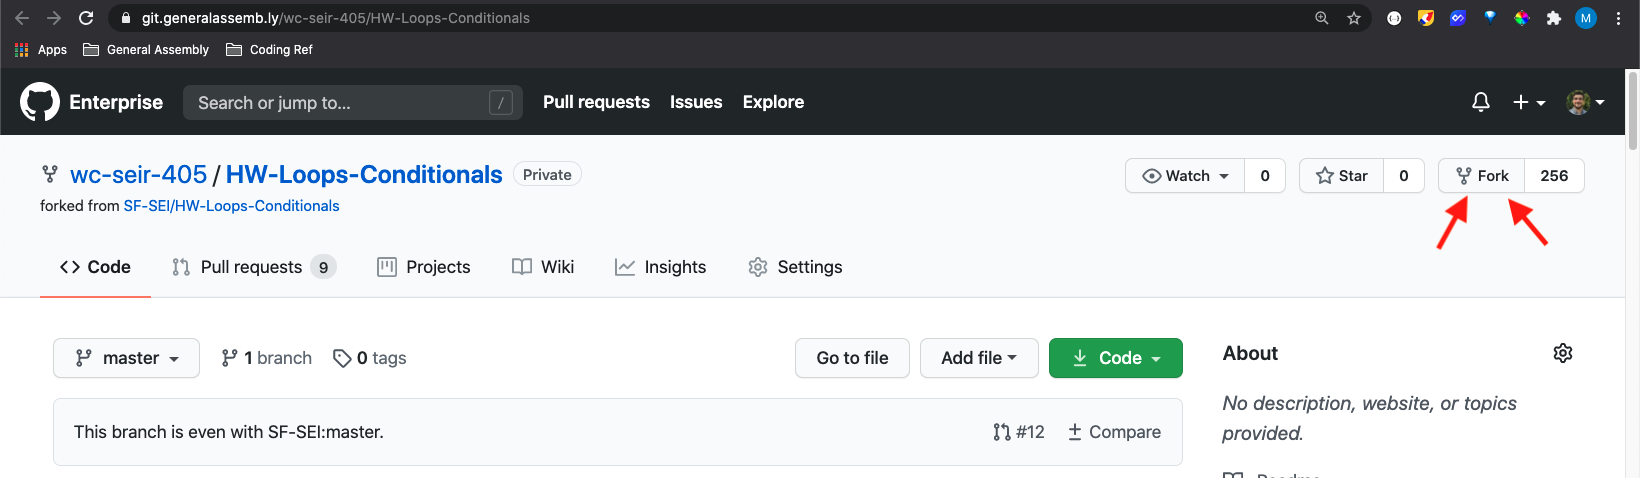 git.generalassemb.ly/wc-seir-405/HW-Loops-Conditionals
M
Apps General Assembly Coding Ref
Enterprise Search or jump to... / Pull requests Issues Explore
wc-seir-405 / HW-Loops-Conditionals Private
Watch 0 Star 0 Fork 256
forked from SF-SEI/HW-Loops-Conditionals
<> Code Pull requests 9 Projects Wiki Insights Settings
master 1 branch 0 tags Go to file Add file Code
About
This branch is even with SF-SEI:master. #12 Compare
No description, website, or topics
provided.